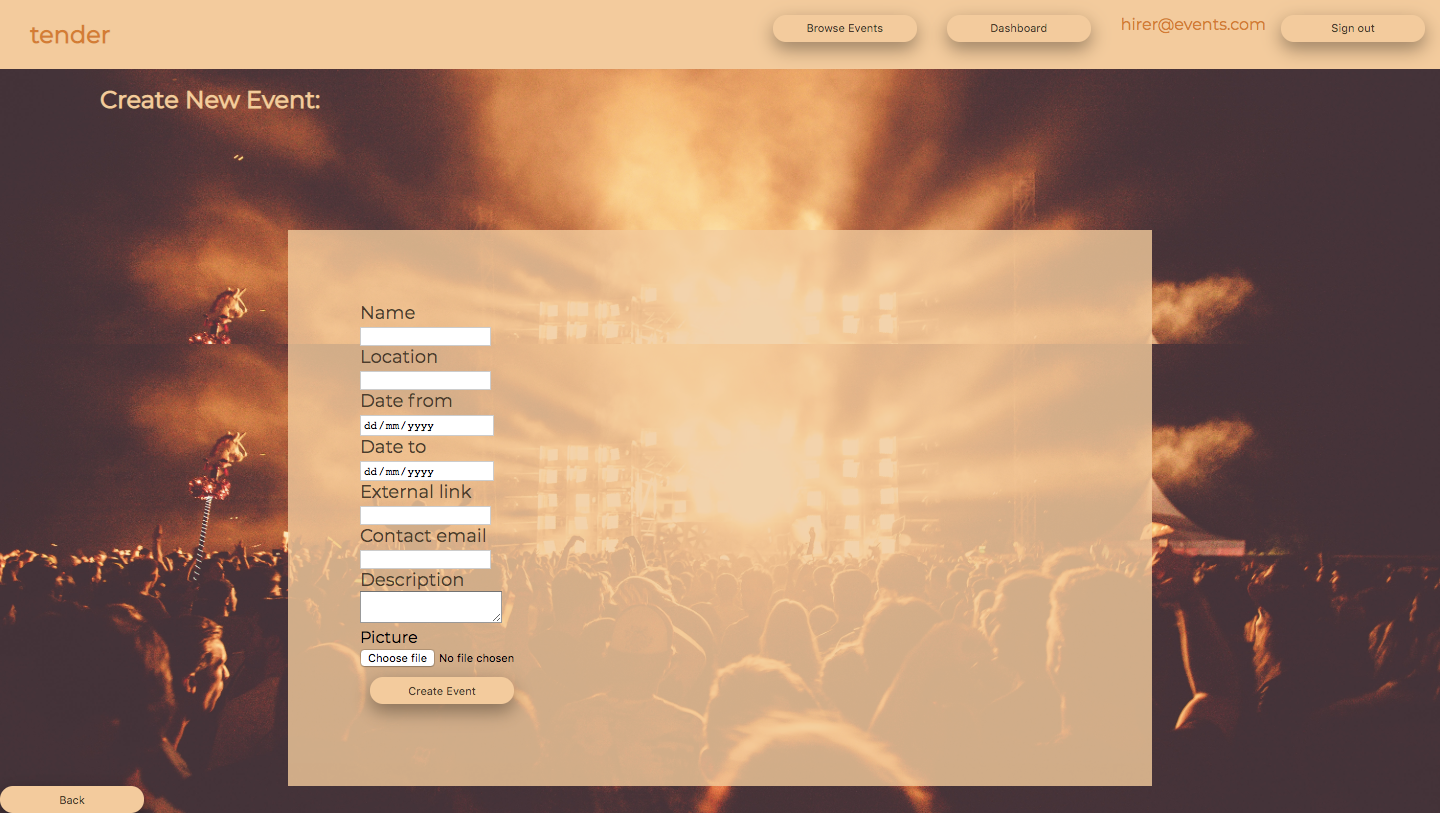 tender
Browse Events
Dashboard
hirer@events.com
Sign out
Create New Event:
Name
Location
Date from
dd/mm/yyyy
Date to
dd/mm/yyyy
External link
Contact email
Description
Picture
Choose file No file chosen
Create Event
Back